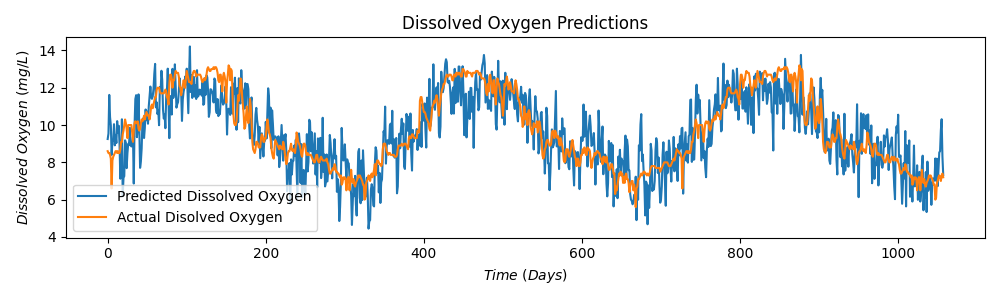 Dissolved Oxygen Predictions
Dissolved Oxygen (mg/L)
14
12
10
8
6
4
Predicted Dissolved Oxygen
Actual Disolved Oxygen
0 200 400 600 800 1000
Time (Days)